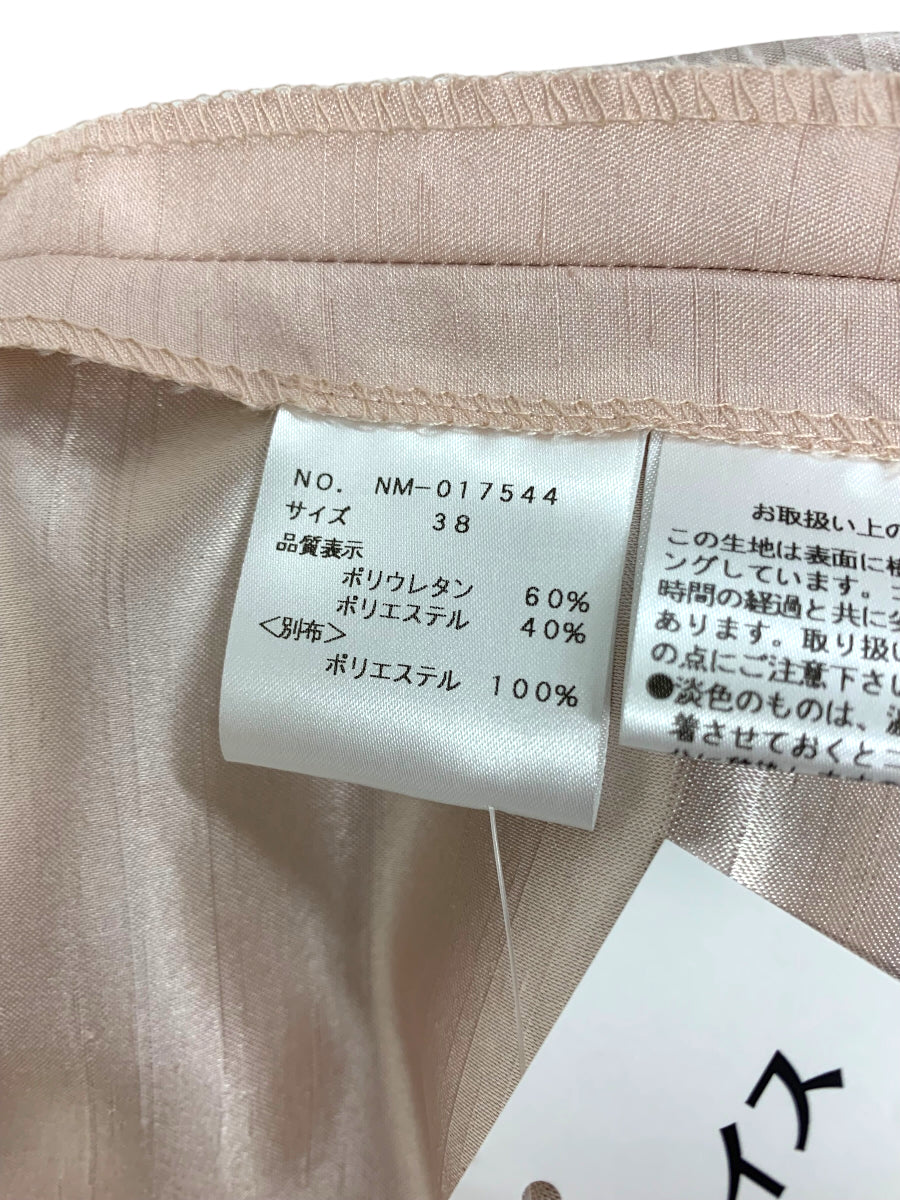 NO. NM-017544
サイズ 38
品質表示
ポリウレタン 60%
ポリエステル 40%
<別布>
ポリエステル 100%
お取扱い上の
この生地は表面に
ングしています。
時間の経過と共に
あります。取り扱い
の点にご注意下さい
●淡色のものは、
着させておくと
イス